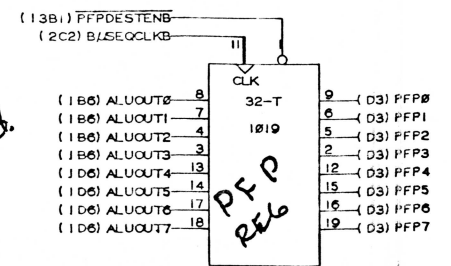 (13B1) PFPDESTENB
(2C2) BµSEQCLKB
11 1
CLK
32-T
1019
(1B6) ALUOUT0 8 9 (D3) PFP0
(1B6) ALUOUT1 7 6 (D3) PFP1
(1B6) ALUOUT2 4 5 (D3) PFP2
(1B6) ALUOUT3 3 2 (D3) PFP3
(1D6) ALUOUT4 13 12 (D3) PFP4
(1D6) ALUOUT5 14 15 (D3) PFP5
(1D6) ALUOUT6 17 16 (D3) PFP6
(1D6) ALUOUT7 18 19 (D3) PFP7
PFP
REG